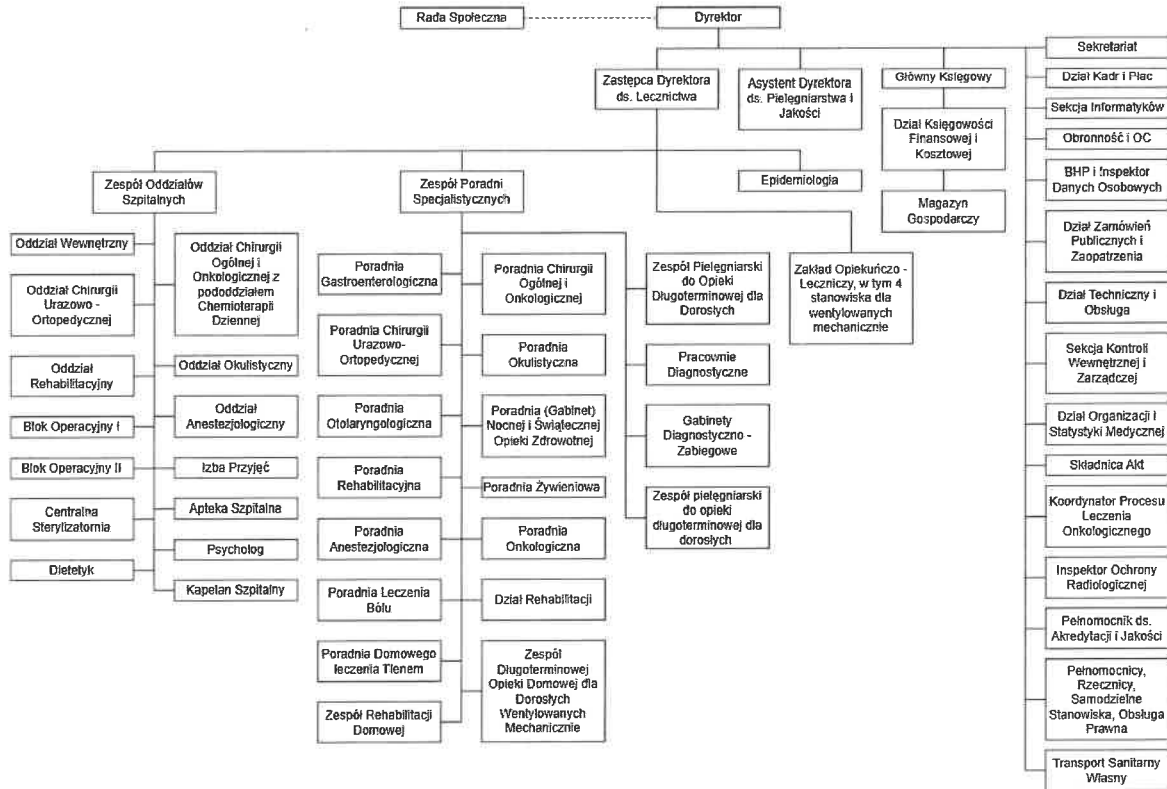 Rada Społeczna
Dyrektor
Zastępca Dyrektora
ds. Lecznictwa
Asystent Dyrektora
ds. Pielęgniarstwa i
Jakości
Główny Księgowy
Dział Księgowości
Finansowej i
Kosztowej
Magazyn
Gospodarczy
Sekretariat
Dział Kadr i Płac
Sekcja Informatyków
Obronność i OC
BHP i Inspektor
Danych Osobowych
Dział Zamówień
Publicznych i
Zaopatrzenia
Dział Techniczny i
Obsługa
Sekcja Kontroli
Wewnętrznej i
Zarządczej
Dział Organizacji i
Statystyki Medycznej
Składnica Akt
Koordynator Procesu
Leczenia
Onkologicznego
Inspektor Ochrony
Radiologicznej
Pełnomocnik ds.
Akredytacji i Jakości
Pełnomocnicy,
Rzecznicy,
Samodzielne
Stanowiska, Obsługa
Prawna
Transport Sanitarny
Własny
Zespół Oddziałów
Szpitalnych
Zespół Poradni
Specjalistycznych
Epidemiologia
Zakład Opiekuńczo -
Leczniczy, w tym 4
stanowiska dla
wentylowanych
mechanicznie
Oddział Wewnętrzny
Oddział Chirurgii
Urazowo -
Ortopedycznej
Oddział
Rehabilitacyjny
Blok Operacyjny I
Blok Operacyjny II
Centralna
Sterylizatornia
Dietetyk
Oddział Chirurgii
Ogólnej i
Onkologicznej z
pododdziałem
Chemioterapii
Dziennej
Oddział Okulistyczny
Oddział
Anestezjologiczny
Izba Przyjęć
Apteka Szpitalna
Psycholog
Kapelan Szpitalny
Poradnia
Gastroenterologiczna
Poradnia Chirurgii
Urazowo-
Ortopedycznej
Poradnia
Otolaryngologiczna
Poradnia
Rehabilitacyjna
Poradnia
Anestezjologiczna
Poradnia Leczenia
Bólu
Poradnia Domowego
leczenia Tlenem
Zespół Rehabilitacji
Domowej
Poradnia Chirurgii
Ogólnej i
Onkologicznej
Poradnia
Okulistyczna
Poradnia (Gabinet)
Nocnej i Świątecznej
Opieki Zdrowotnej
Poradnia Żywieniowa
Poradnia
Onkologiczna
Dział Rehabilitacji
Zespół
Długoterminowej
Opieki Domowej dla
Dorosłych
Wentylowanych
Mechanicznie
Zespół Pielęgniarski
do Opieki
Długoterminowej dla
Dorosłych
Pracownie
Diagnostyczne
Gabinety
Diagnostyczno -
Zabiegowe
Zespół pielęgniarski
do opieki
długoterminowej dla
dorosłych